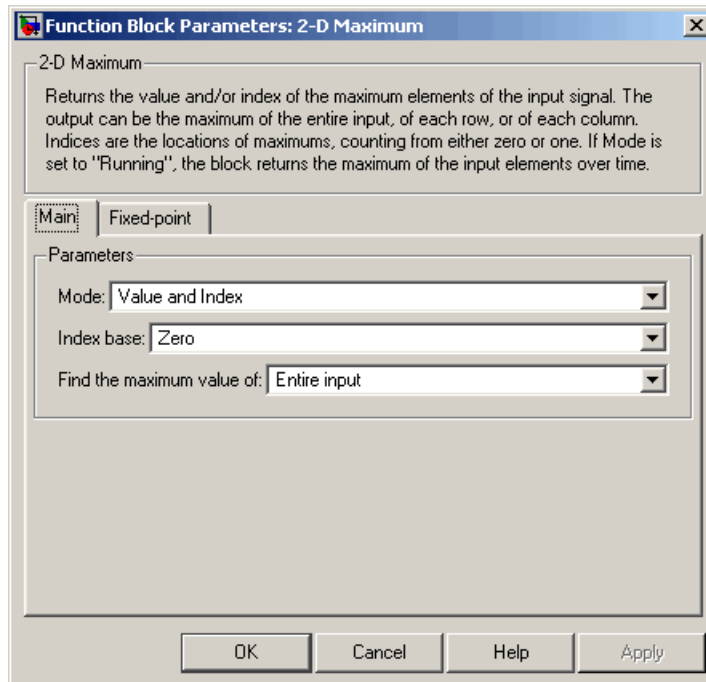 Function Block Parameters: 2-D Maximum
2-D Maximum
Returns the value and/or index of the maximum elements of the input signal. The
output can be the maximum of the entire input, of each row, or of each column.
Indices are the locations of maximums, counting from either zero or one. If Mode is
set to "Running", the block returns the maximum of the input elements over time.
Main Fixed-point
Parameters
Mode: Value and Index
Index base: Zero
Find the maximum value of: Entire input
OK Cancel Help Apply